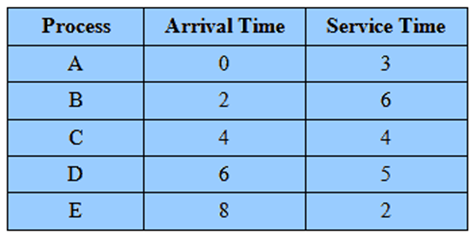 Process Arrival Time Service Time
A 0 3
B 2 6
C 4 4
D 6 5
E 8 2